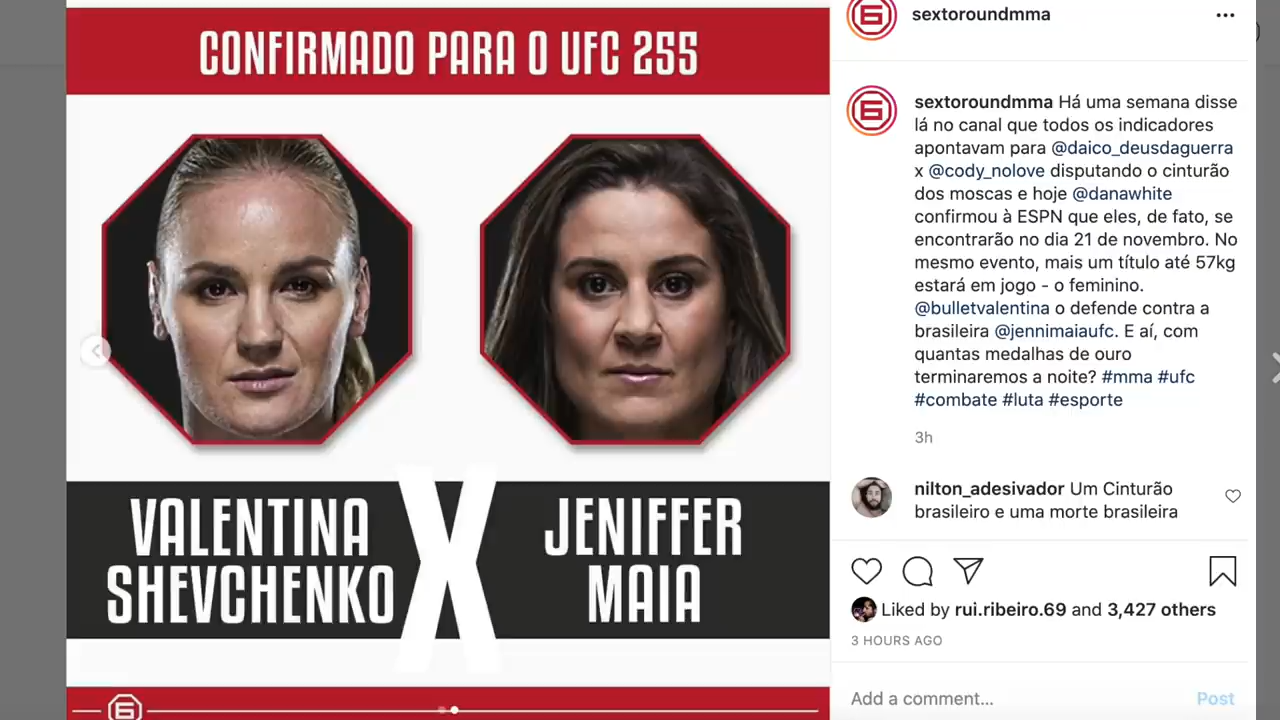 CONFIRMADO PARA O UFC 255
VALENTINA
SHEVCHENKO
X
JENIFFER
MAIA
6
6
sextoroundmma
6
sextoroundmma Há uma semana disse
lá no canal que todos os indicadores
apontavam para @daico_deusdaguerra
x @cody_nolove disputando o cinturão
dos moscas e hoje @danawhite
confirmou à ESPN que eles, de fato, se
encontrarão no dia 21 de novembro. No
mesmo evento, mais um título até 57kg
estará em jogo - o feminino.
@bulletvalentina o defende contra a
brasileira @jennimaiaufc. E aí, com
quantas medalhas de ouro
terminaremos a noite? #mma #ufc
#combate #luta #esporte
3h
nilton_adesivador Um Cinturão
brasileiro e uma morte brasileira
Liked by rui.ribeiro.69 and 3,427 others
3 HOURS AGO
Add a comment... Post